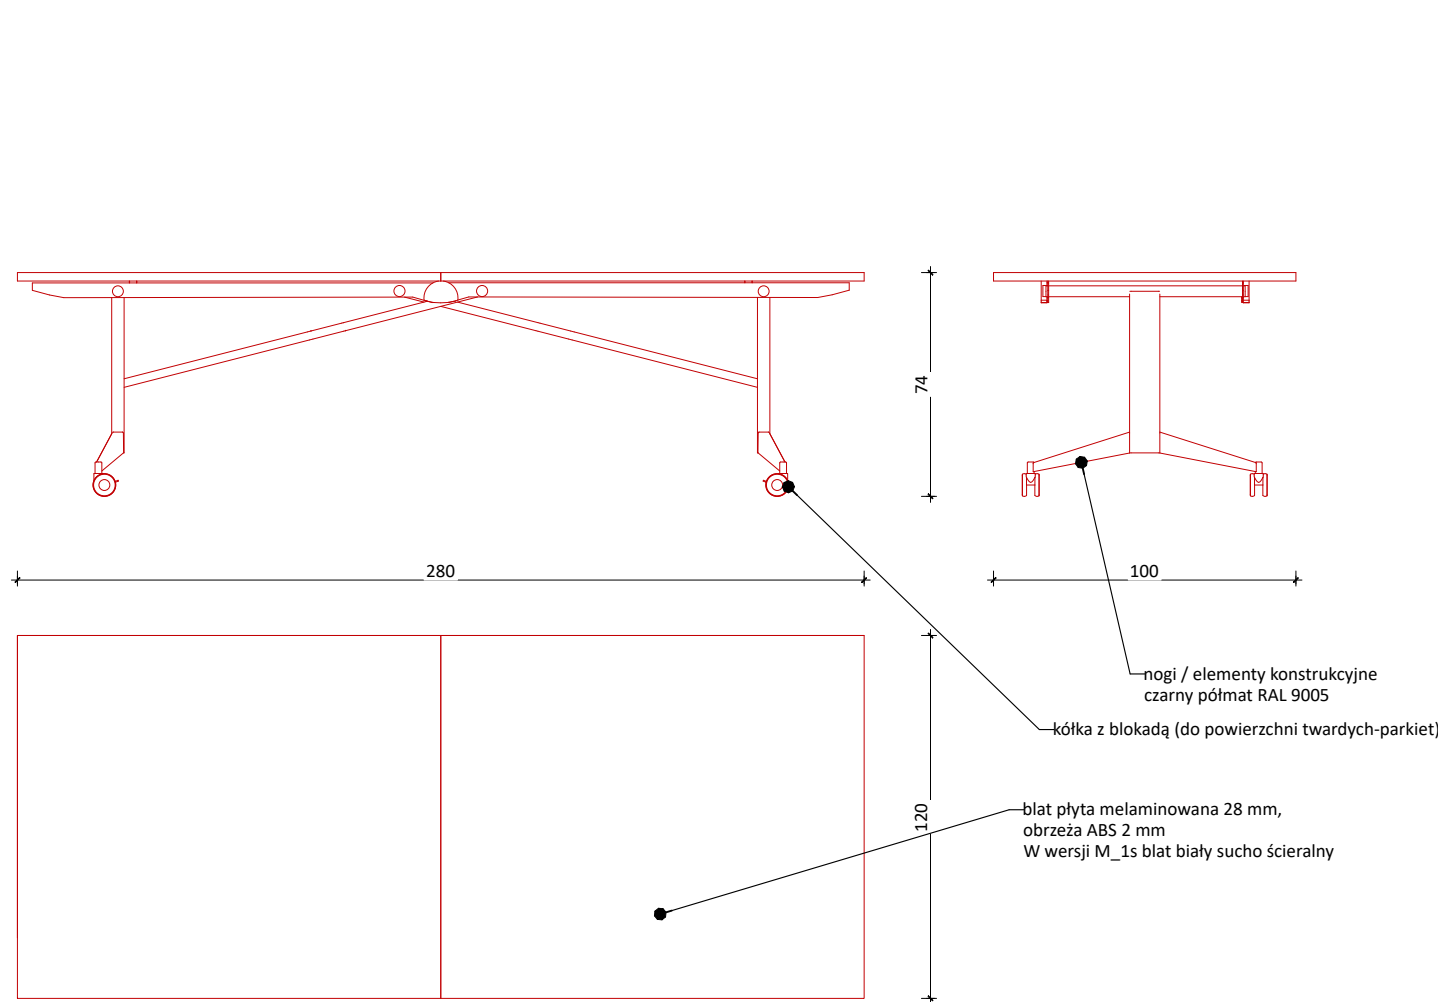 74
280
100
nogi / elementy konstrukcyjne
czarny półmat RAL 9005
kółka z blokadą (do powierzchni twardych-parkiet)
120
blat płyta melaminowana 28 mm,
obrzeża ABS 2 mm
W wersji M_1s blat biały sucho ścieralny